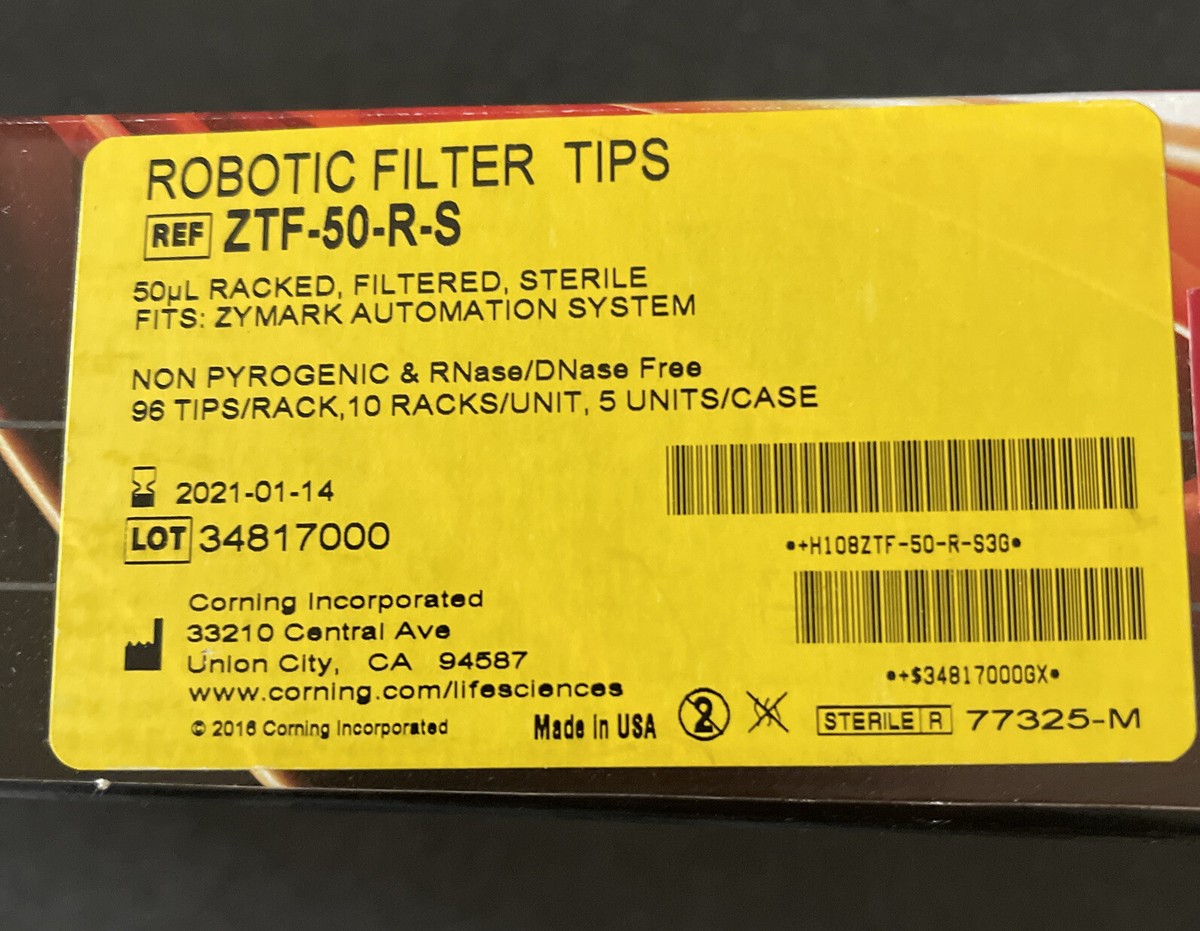 ROBOTIC FILTER TIPS
REF ZTF-50-R-S
50µL RACKED, FILTERED, STERILE
FITS: ZYMARK AUTOMATION SYSTEM
NON PYROGENIC & RNase/DNase Free
96 TIPS/RACK,10 RACKS/UNIT, 5 UNITS/CASE
2021-01-14
LOT 34817000
*+H108ZTF-50-R-S3G*
Corning Incorporated
33210 Central Ave
Union City, CA 94587
www.corning.com/lifesciences
*+$34817000GX*
© 2016 Corning Incorporated
Made in USA
2
STERILE R 77325-M